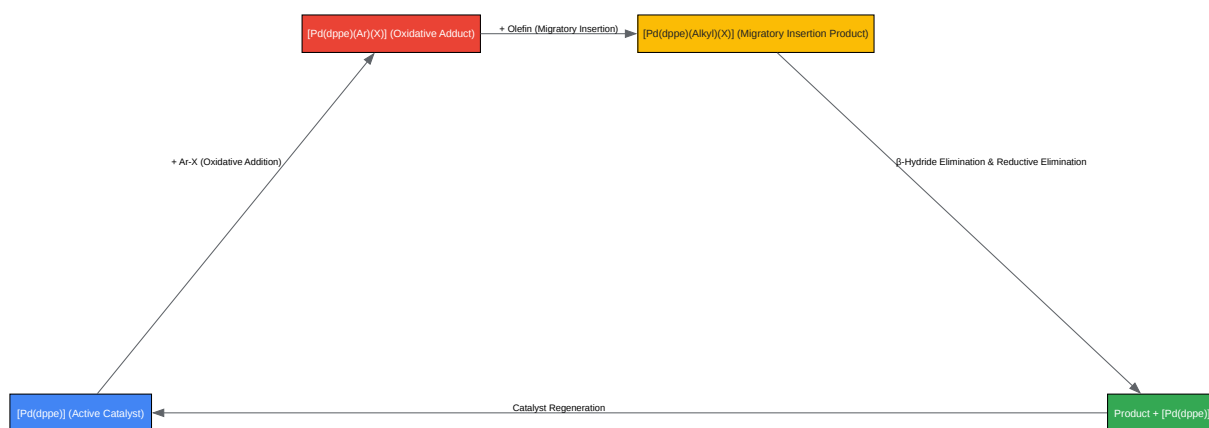 [Pd(dppe)(Ar)(X)] (Oxidative Adduct)
+ Olefin (Migratory Insertion)
[Pd(dppe)(Alkyl)(X)] (Migratory Insertion Product)
+ Ar-X (Oxidative Addition)
β-Hydride Elimination & Reductive Elimination
[Pd(dppe)] (Active Catalyst)
Catalyst Regeneration
Product + [Pd(dppe)]